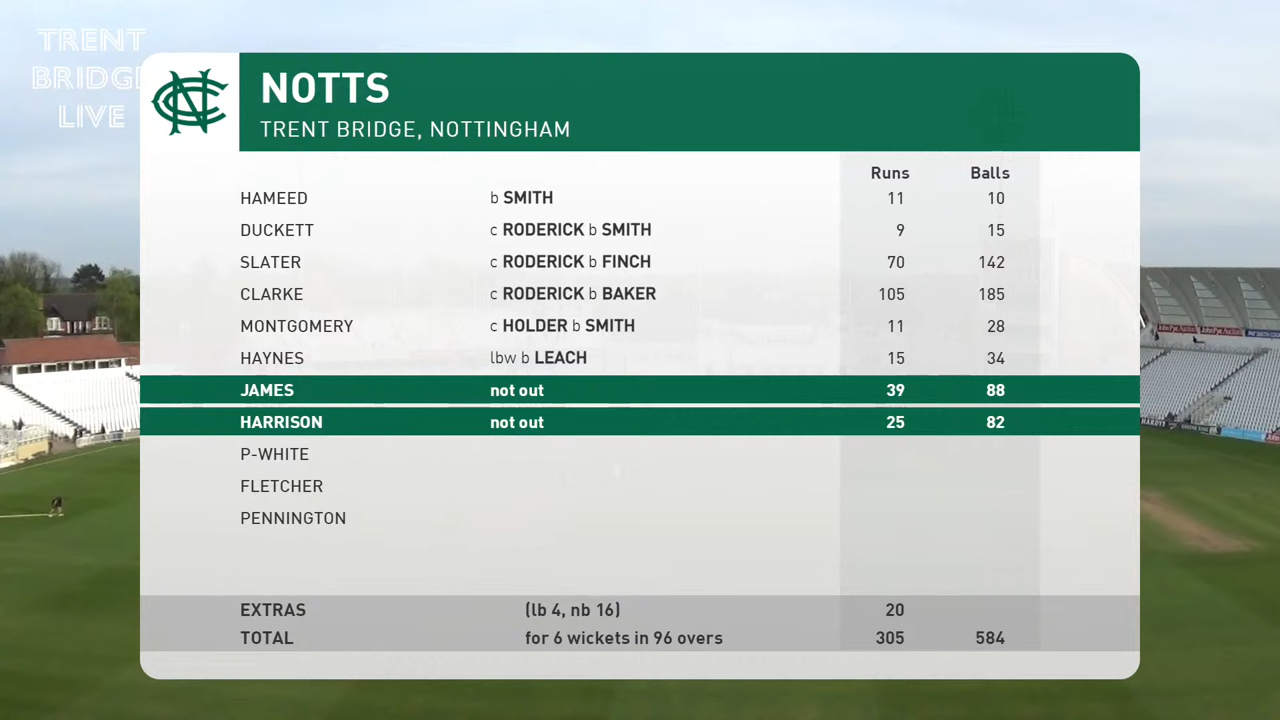 TRENT
BRIDGE
LIVE
NOTTS
TRENT BRIDGE, NOTTINGHAM
Runs Balls
HAMEED b SMITH 11 10
DUCKETT c RODERICK b SMITH 9 15
SLATER c RODERICK b FINCH 70 142
CLARKE c RODERICK b BAKER 105 185
MONTGOMERY c HOLDER b SMITH 11 28
HAYNES lbw b LEACH 15 34
JAMES not out 39 88
HARRISON not out 25 82
P-WHITE
FLETCHER
PENNINGTON
EXTRAS (lb 4, nb 16) 20
TOTAL for 6 wickets in 96 overs 305 584